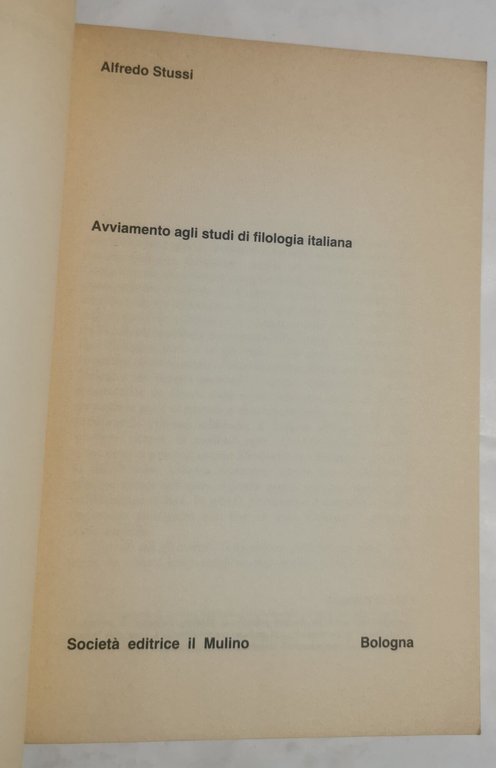 Alfredo Stussi
Avviamento agli studi di filologia italiana
Società editrice il Mulino Bologna